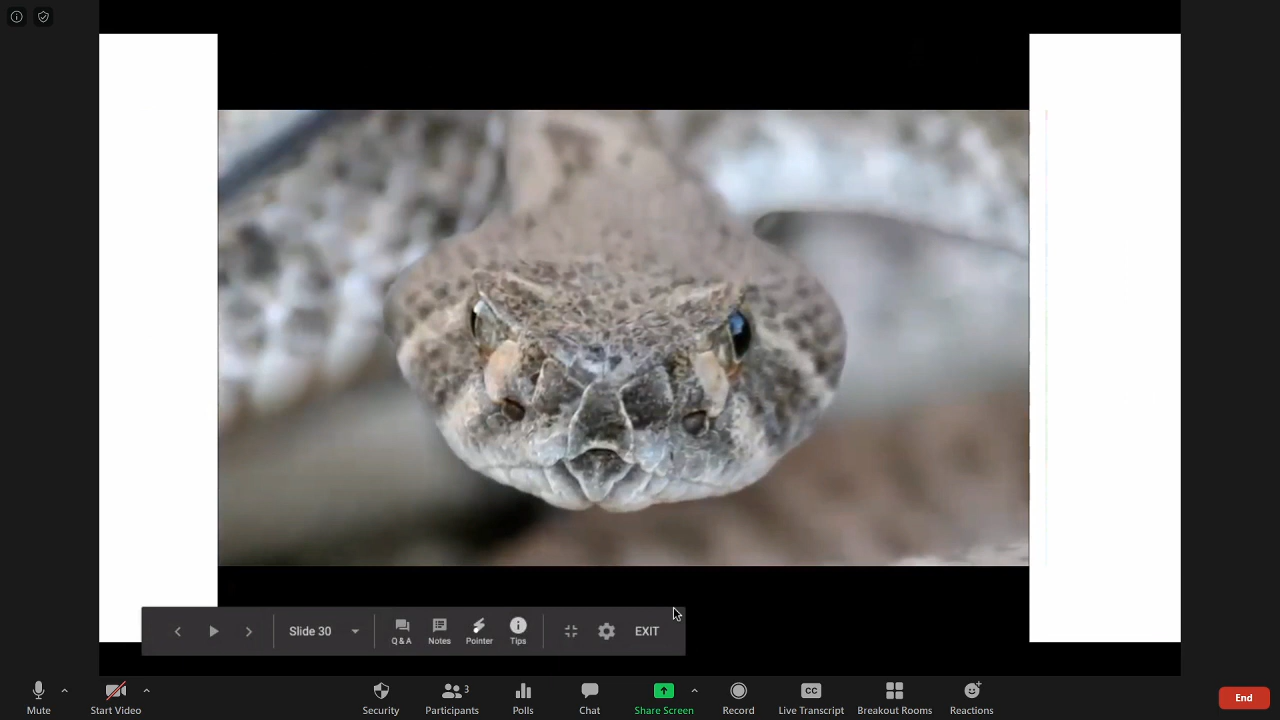 Slide 30
Q & A
Notes
Pointer
Tips
EXIT
Mute
Start Video
Security
3
Participants
Polls
Chat
Share Screen
Record
CC
Live Transcript
Breakout Rooms
Reactions
End